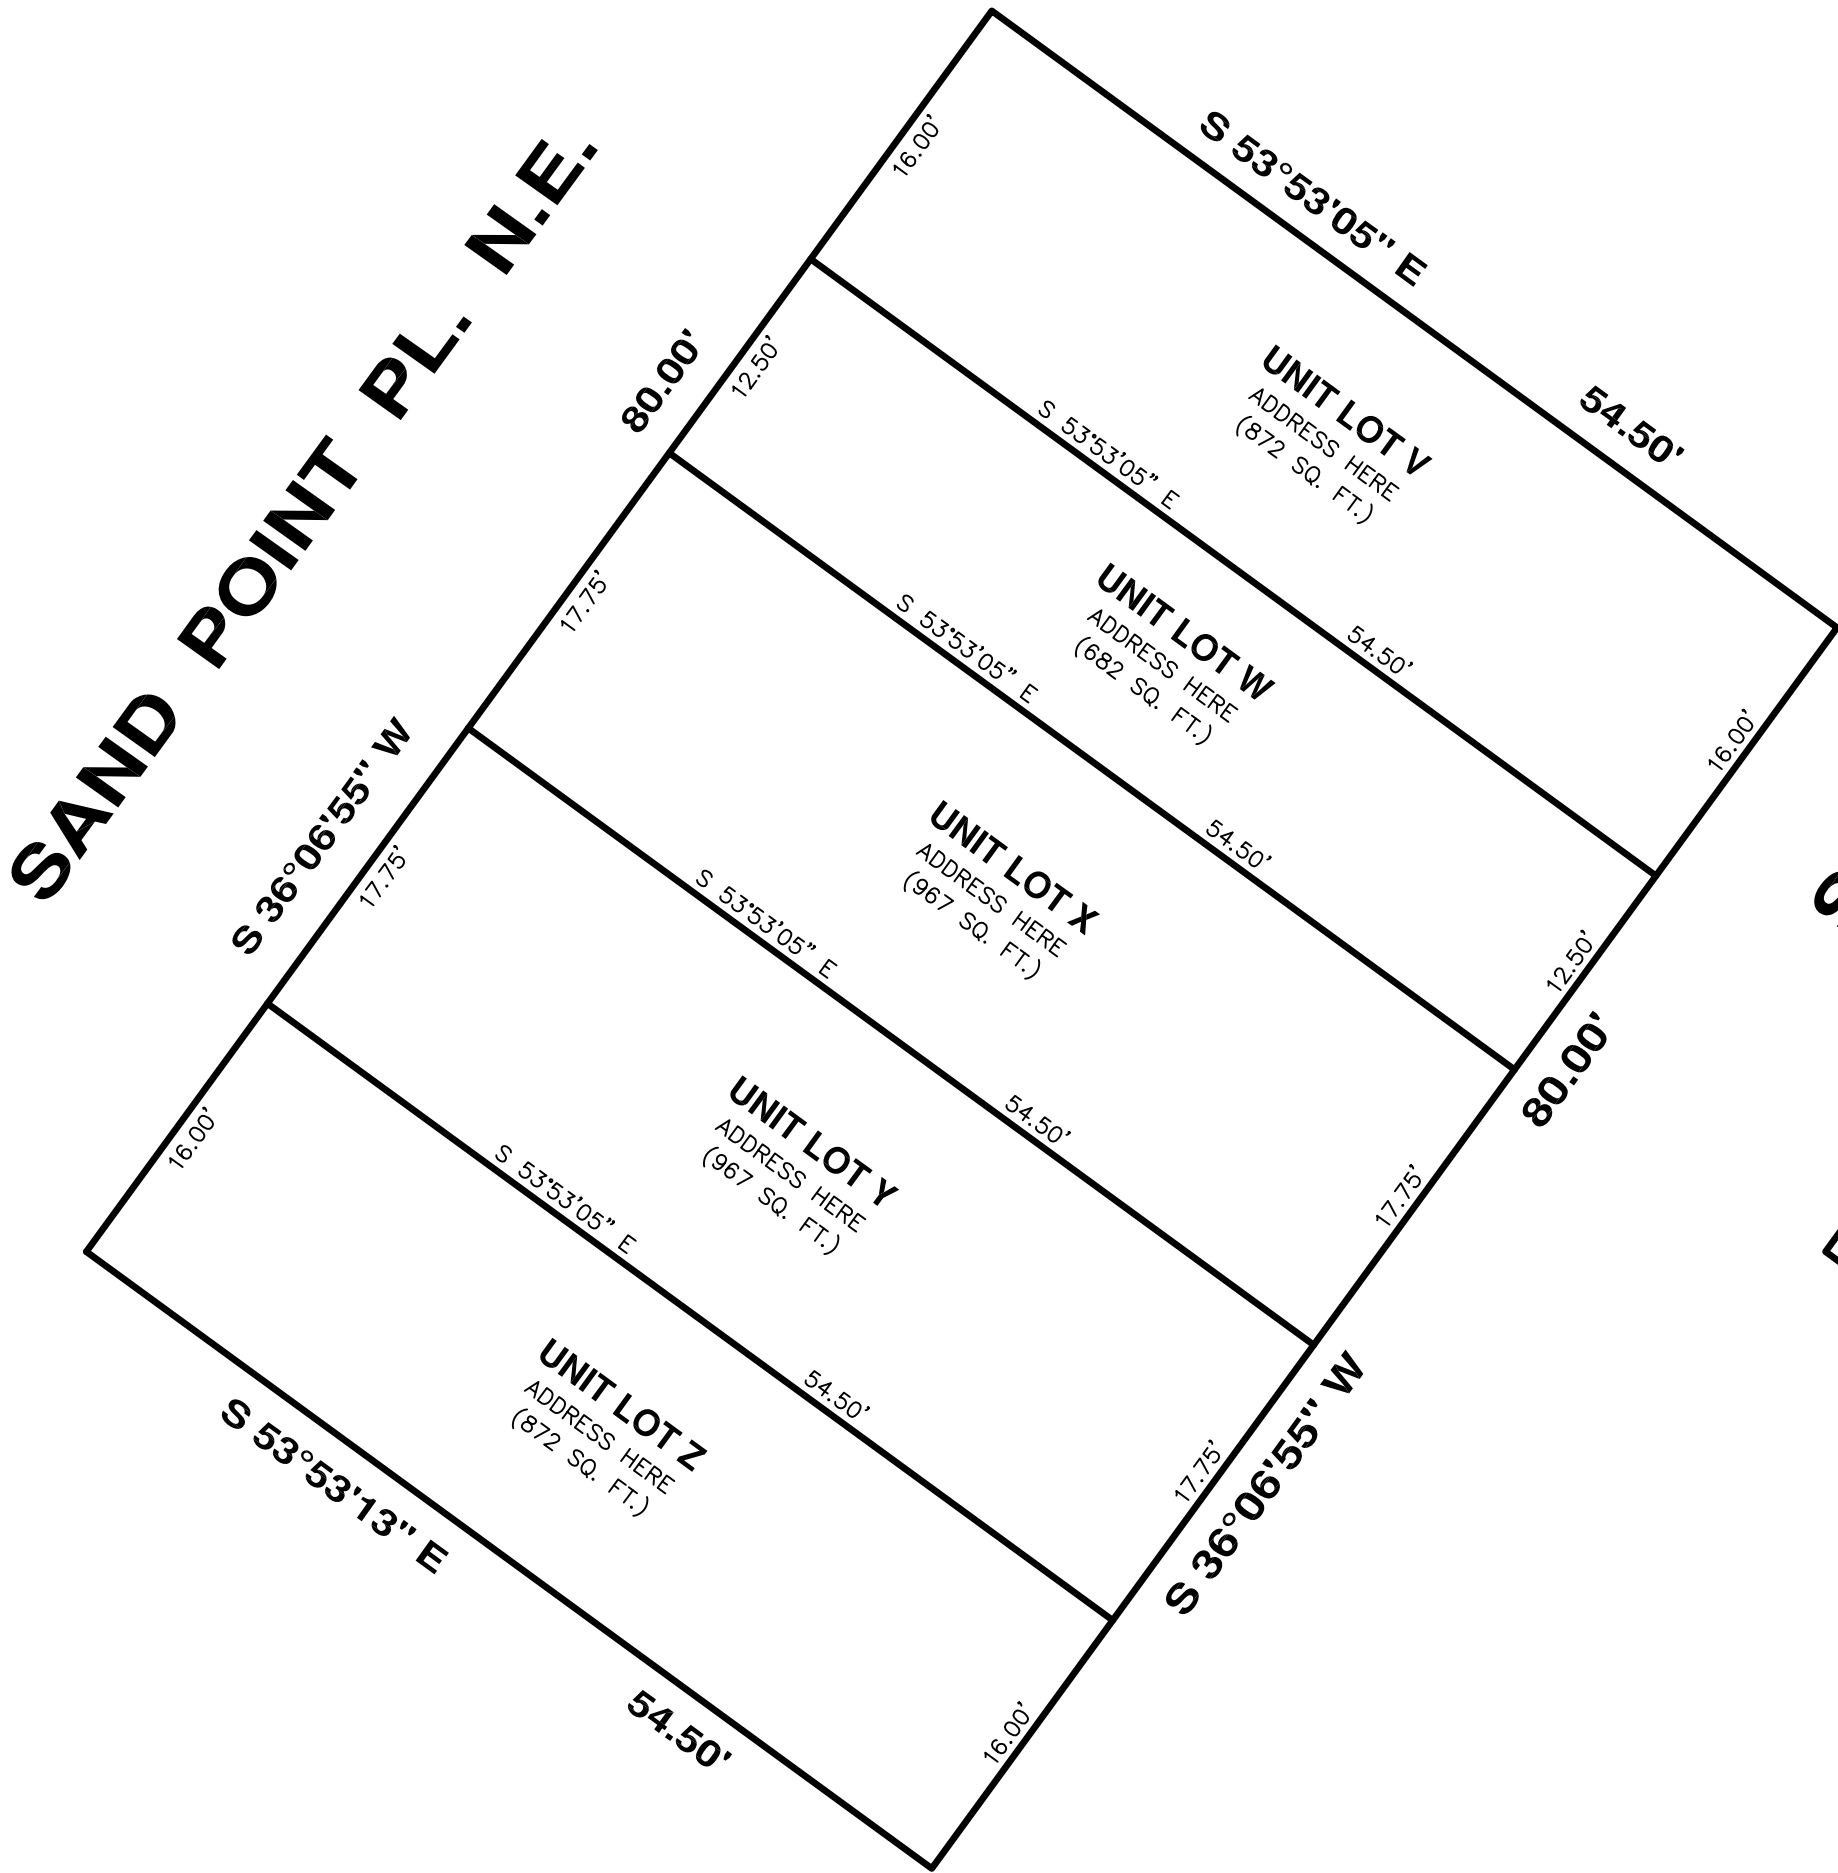 SAND POINT PL. N.E.
S 36°06'55" W
80.00'
S 53°53'05" E
54.50'
16.00'
UNIT LOT V
ADDRESS HERE
(872 SQ. FT.)
16.00'
S 53°53'05" E
54.50'
12.50'
UNIT LOT W
ADDRESS HERE
(682 SQ. FT.)
12.50'
S 53°53'05" E
54.50'
17.75'
UNIT LOT X
ADDRESS HERE
(967 SQ. FT.)
17.75'
S 53°53'05" E
54.50'
17.75'
UNIT LOT Y
ADDRESS HERE
(967 SQ. FT.)
17.75'
S 53°53'05" E
54.50'
16.00'
UNIT LOT Z
ADDRESS HERE
(872 SQ. FT.)
16.00'
S 53°53'13" E
54.50'
S 36°06'55" W
80.00'